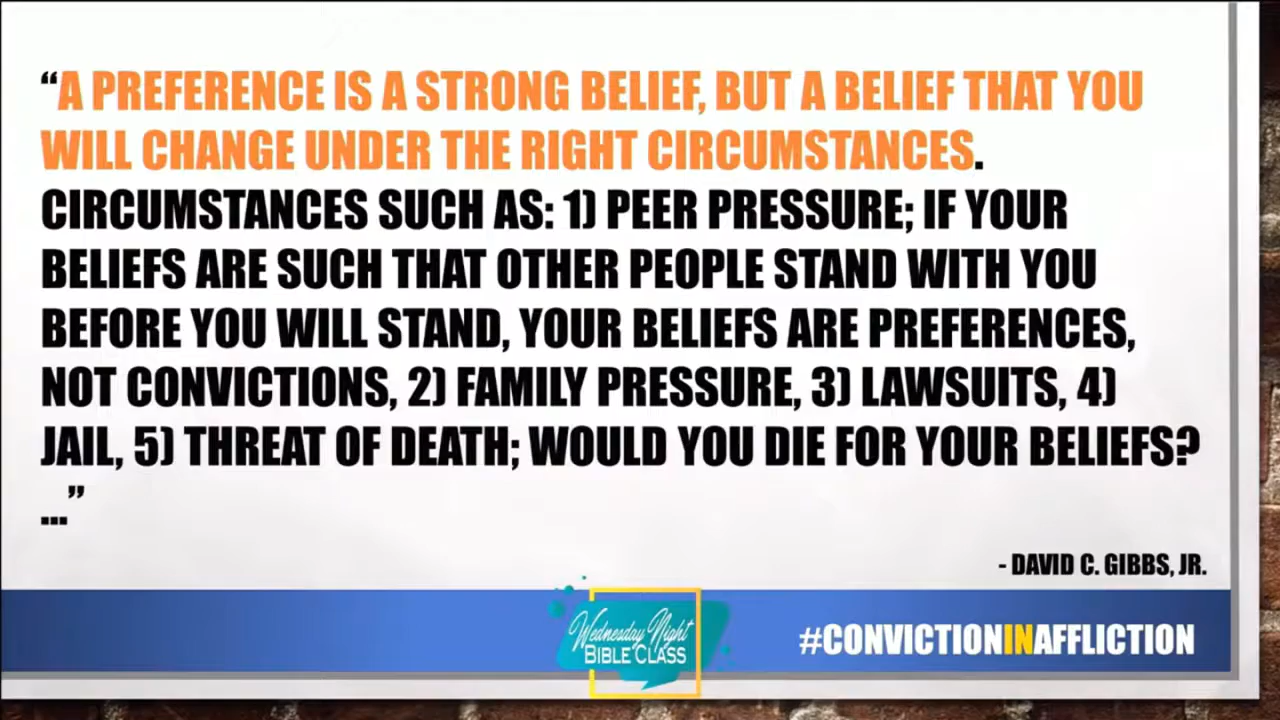 “A PREFERENCE IS A STRONG BELIEF, BUT A BELIEF THAT YOU
WILL CHANGE UNDER THE RIGHT CIRCUMSTANCES.
CIRCUMSTANCES SUCH AS: 1) PEER PRESSURE; IF YOUR
BELIEFS ARE SUCH THAT OTHER PEOPLE STAND WITH YOU
BEFORE YOU WILL STAND, YOUR BELIEFS ARE PREFERENCES,
NOT CONVICTIONS, 2) FAMILY PRESSURE, 3) LAWSUITS, 4)
JAIL, 5) THREAT OF DEATH; WOULD YOU DIE FOR YOUR BELIEFS?
...”
- DAVID C. GIBBS, JR.
Wednesday Night
BIBLE CLASS
#CONVICTIONINAFFLICTION